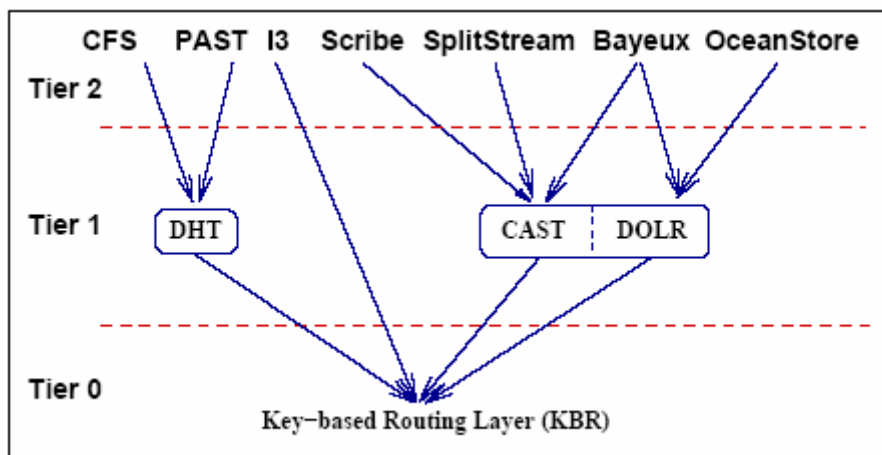 CFS PAST I3 Scribe SplitStream Bayeux OceanStore
Tier 2
Tier 1 DHT CAST DOLR
Tier 0
Key-based Routing Layer (KBR)